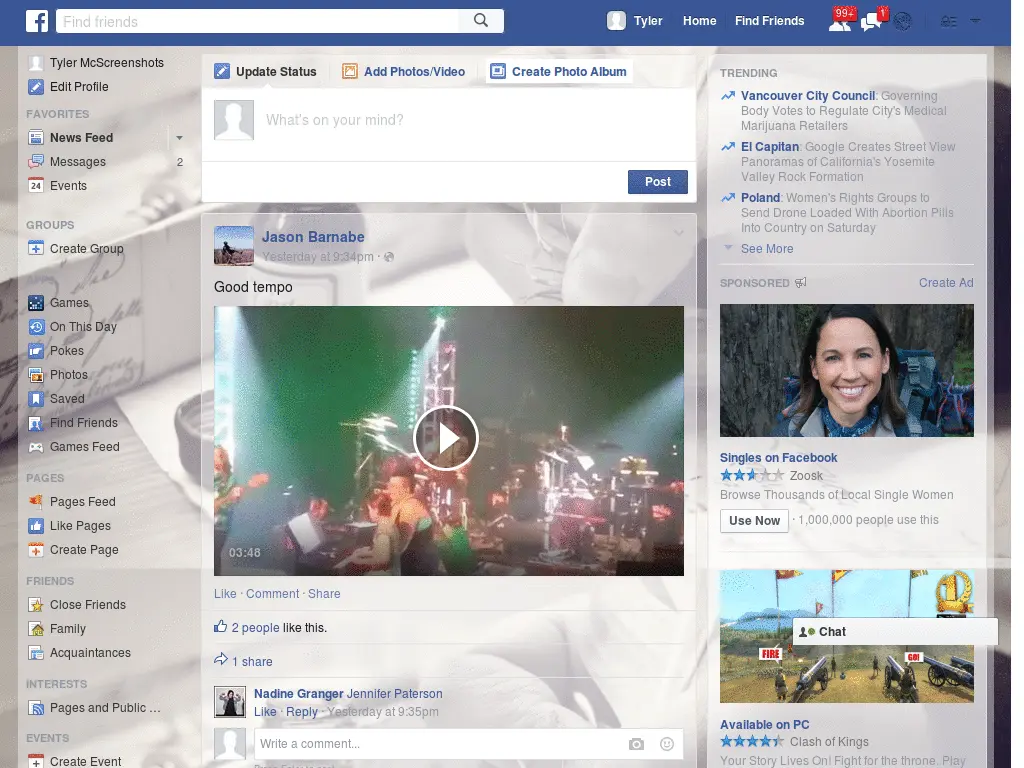 f
Find friends
Tyler Home Find Friends 99+ 1
Tyler McScreenshots
Edit Profile
FAVORITES
News Feed
Messages 2
24 Events
GROUPS
Create Group
Games
On This Day
Pokes
Photos
Saved
Find Friends
Games Feed
PAGES
Pages Feed
Like Pages
Create Page
FRIENDS
Close Friends
Family
Acquaintances
INTERESTS
Pages and Public ...
EVENTS
Create Event
Update Status Add Photos/Video Create Photo Album
What's on your mind?
Post
Jason Barnabe
Yesterday at 9:34pm ·
Good tempo
03:48
Like · Comment · Share
2 people like this.
1 share
Nadine Granger Jennifer Paterson
Like · Reply · Yesterday at 9:35pm
Write a comment...
TRENDING
Vancouver City Council: Governing
Body Votes to Regulate City's Medical
Marijuana Retailers
El Capitan: Google Creates Street View
Panoramas of California's Yosemite
Valley Rock Formation
Poland: Women's Rights Groups to
Send Drone Loaded With Abortion Pills
Into Country on Saturday
See More
SPONSORED Create Ad
Singles on Facebook
Zoosk
Browse Thousands of Local Single Women
Use Now · 1,000,000 people use this
1
Chat
FIRE GO!
Available on PC
Clash of Kings
Your Story Lives On! Fight for the throne. Play